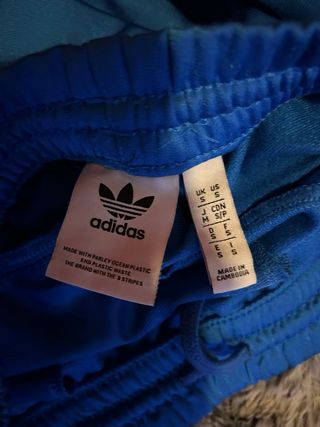 adidas
MADE WITH PARLEY OCEAN PLASTIC
END PLASTIC WASTE
THE BRAND WITH THE 3 STRIPES
UK US
S S
J CDN
M S/P
D F
S S
E I
S S
MADE IN
CAMBODIA